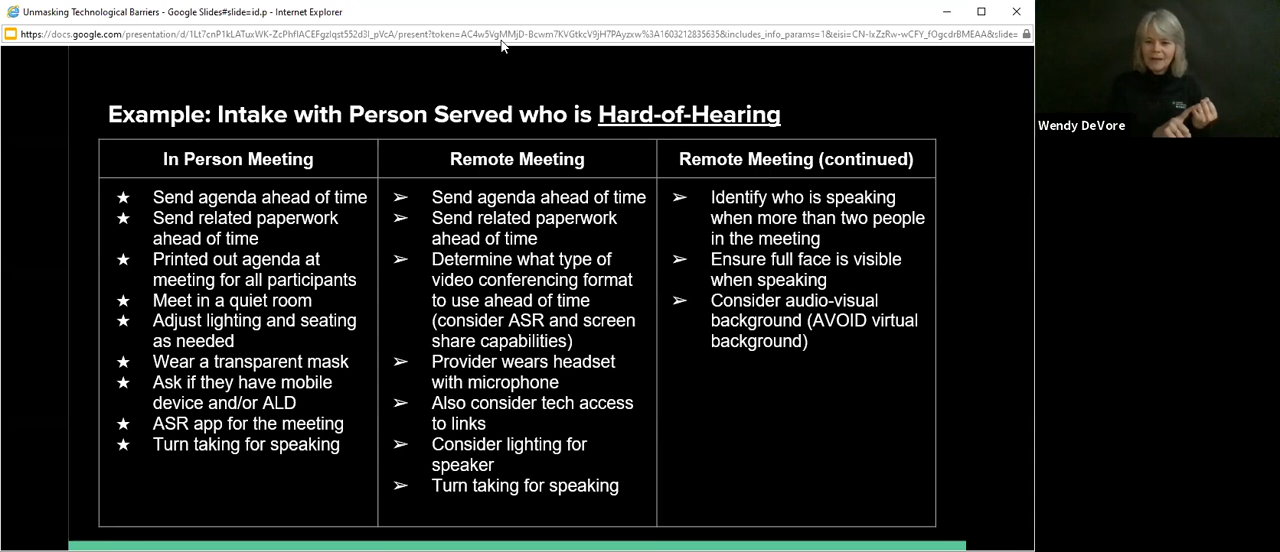 Unmasking Technological Barriers - Google Slides#slide=id.p - Internet Explorer
Example: Intake with Person Served who is Hard-of-Hearing
In Person Meeting
★ Send agenda ahead of time
★ Send related paperwork
ahead of time
★ Printed out agenda at
meeting for all participants
★ Meet in a quiet room
★ Adjust lighting and seating
as needed
★ Wear a transparent mask
★ Ask if they have mobile
device and/or ALD
★ ASR app for the meeting
★ Turn taking for speaking
Remote Meeting
➢ Send agenda ahead of time
➢ Send related paperwork
ahead of time
➢ Determine what type of
video conferencing format
to use ahead of time
(consider ASR and screen
share capabilities)
➢ Provider wears headset
with microphone
➢ Also consider tech access
to links
➢ Consider lighting for
speaker
➢ Turn taking for speaking
Remote Meeting (continued)
➢ Identify who is speaking
when more than two people
in the meeting
➢ Ensure full face is visible
when speaking
➢ Consider audio-visual
background (AVOID virtual
background)
Wendy DeVore